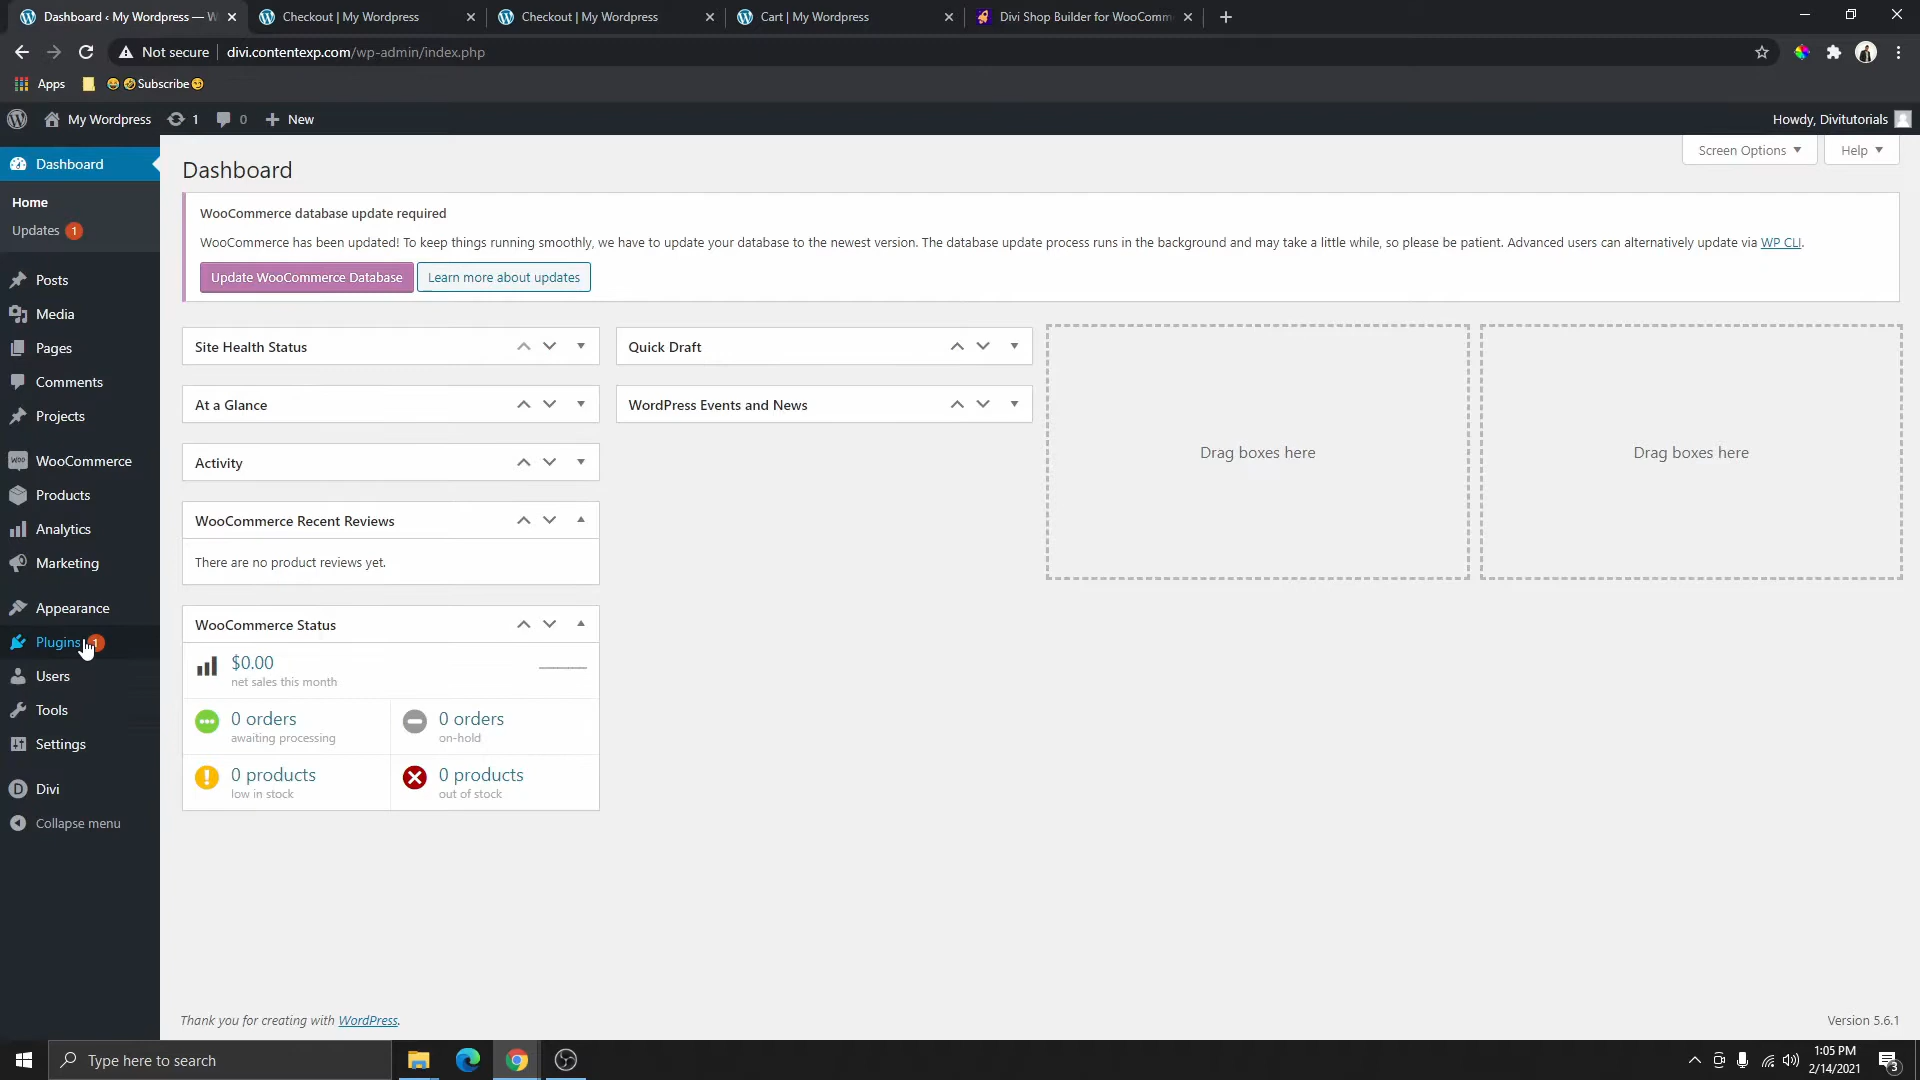 Dashboard ‹ My Wordpress — W
Checkout | My Wordpress
Checkout | My Wordpress
Cart | My Wordpress
Divi Shop Builder for WooComm
Not secure
divi.contentexp.com/wp-admin/index.php
Apps
😂🤣Subscribe😏
My Wordpress
1
0
New
Howdy, Divitutorials
Dashboard
Home
Updates 1
Posts
Media
Pages
Comments
Projects
WOO WooCommerce
Products
Analytics
Marketing
Appearance
Plugins 1
Users
Tools
Settings
D Divi
Collapse menu
Screen Options
Help
Dashboard
WooCommerce database update required
WooCommerce has been updated! To keep things running smoothly, we have to update your database to the newest version. The database update process runs in the background and may take a little while, so please be patient. Advanced users can alternatively update via WP CLI.
Update WooCommerce Database
Learn more about updates
Site Health Status
At a Glance
Activity
WooCommerce Recent Reviews
There are no product reviews yet.
WooCommerce Status
$0.00
net sales this month
0 orders
awaiting processing
0 orders
on-hold
0 products
low in stock
0 products
out of stock
Quick Draft
WordPress Events and News
Drag boxes here
Drag boxes here
Thank you for creating with WordPress.
Version 5.6.1
Type here to search
1:05 PM
2/14/2021
3